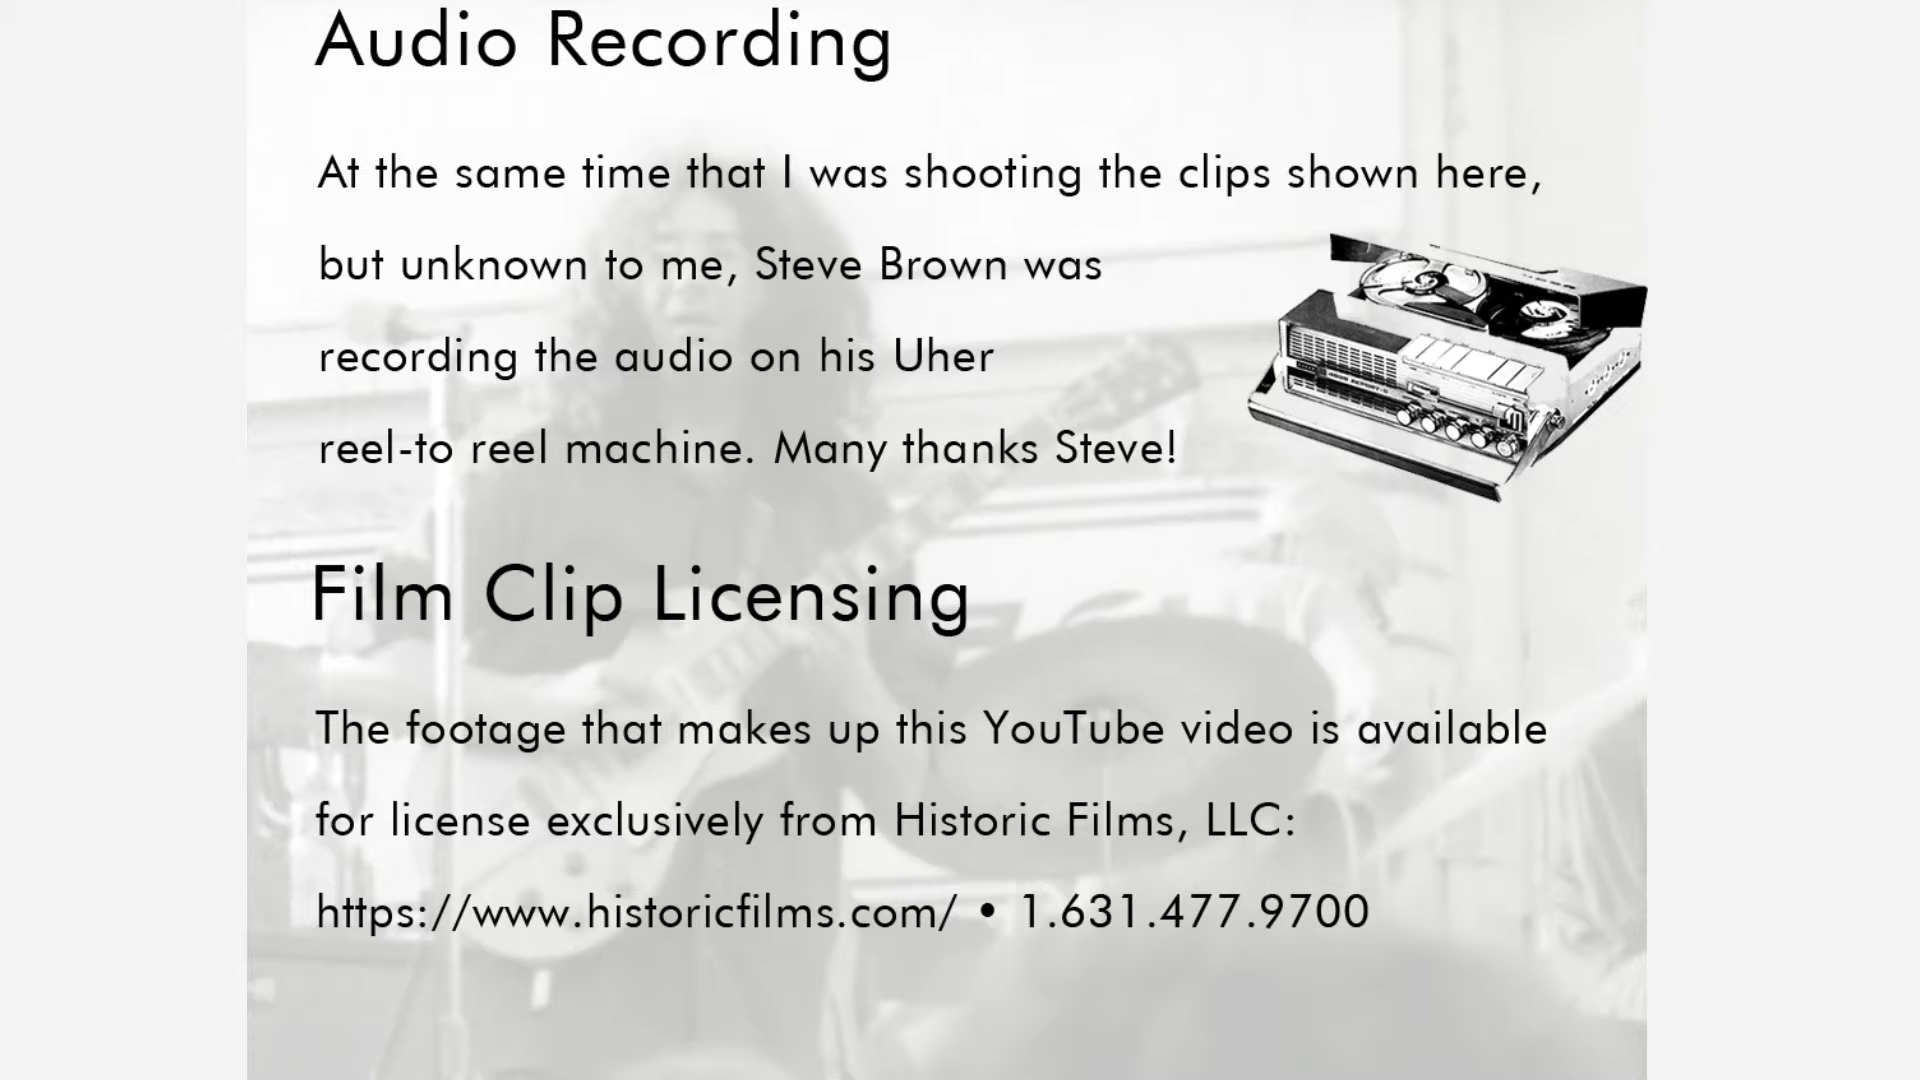 Audio Recording
At the same time that I was shooting the clips shown here,
but unknown to me, Steve Brown was
recording the audio on his Uher
reel-to reel machine. Many thanks Steve!
Film Clip Licensing
The footage that makes up this YouTube video is available
for license exclusively from Historic Films, LLC:
https://www.historicfilms.com/ • 1.631.477.9700